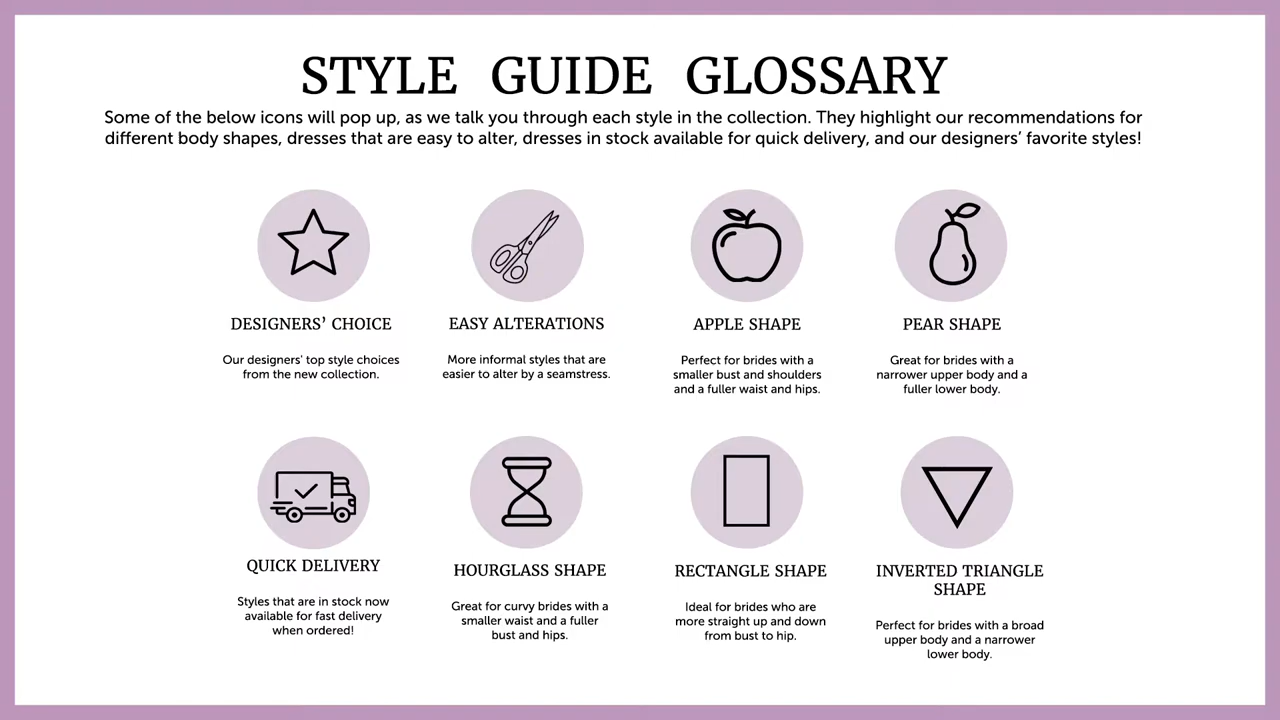 STYLE GUIDE GLOSSARY
Some of the below icons will pop up, as we talk you through each style in the collection. They highlight our recommendations for
different body shapes, dresses that are easy to alter, dresses in stock available for quick delivery, and our designers’ favorite styles!
DESIGNERS’ CHOICE
Our designers' top style choices
from the new collection.
EASY ALTERATIONS
More informal styles that are
easier to alter by a seamstress.
APPLE SHAPE
Perfect for brides with a
smaller bust and shoulders
and a fuller waist and hips.
PEAR SHAPE
Great for brides with a
narrower upper body and a
fuller lower body.
QUICK DELIVERY
Styles that are in stock now
available for fast delivery
when ordered!
HOURGLASS SHAPE
Great for curvy brides with a
smaller waist and a fuller
bust and hips.
RECTANGLE SHAPE
Ideal for brides who are
more straight up and down
from bust to hip.
INVERTED TRIANGLE
SHAPE
Perfect for brides with a broad
upper body and a narrower
lower body.